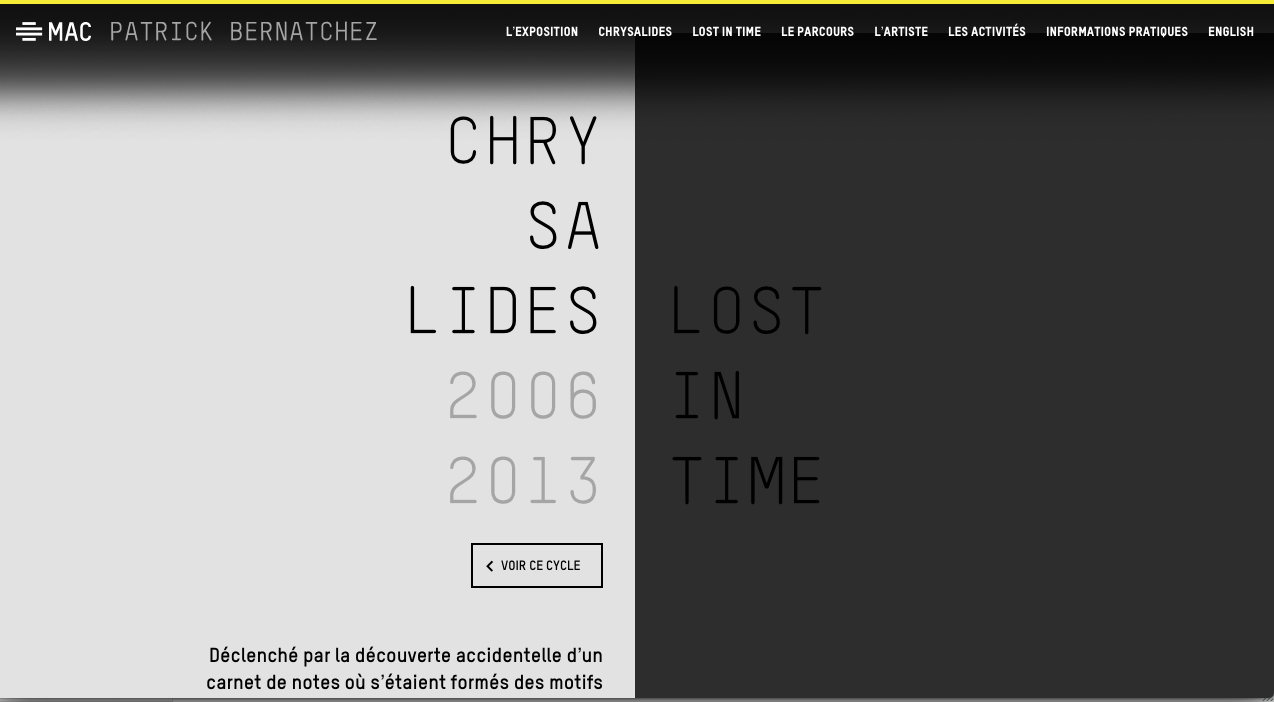 MAC PATRICK BERNATCHEZ
L'EXPOSITION CHRYSALIDES LOST IN TIME LE PARCOURS L'ARTISTE LES ACTIVITÉS INFORMATIONS PRATIQUES ENGLISH
CHRY
SA
LIDES
2006
2013
VOIR CE CYCLE
Déclenché par la découverte accidentelle d’un
carnet de notes où s’étaient formés des motifs
LOST
IN
TIME